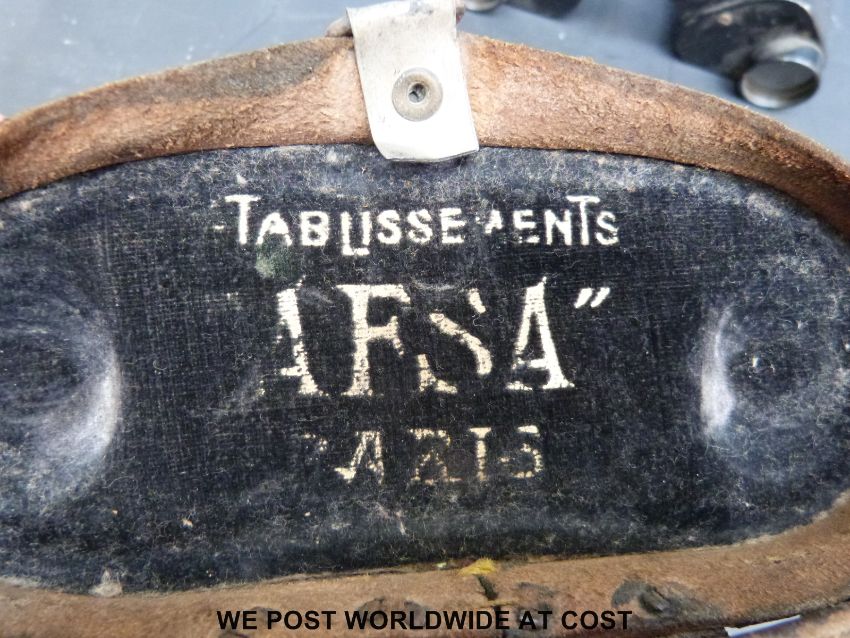 TABLISSEMENTS
AFSA"
PARIS
WE POST WORLDWIDE AT COST